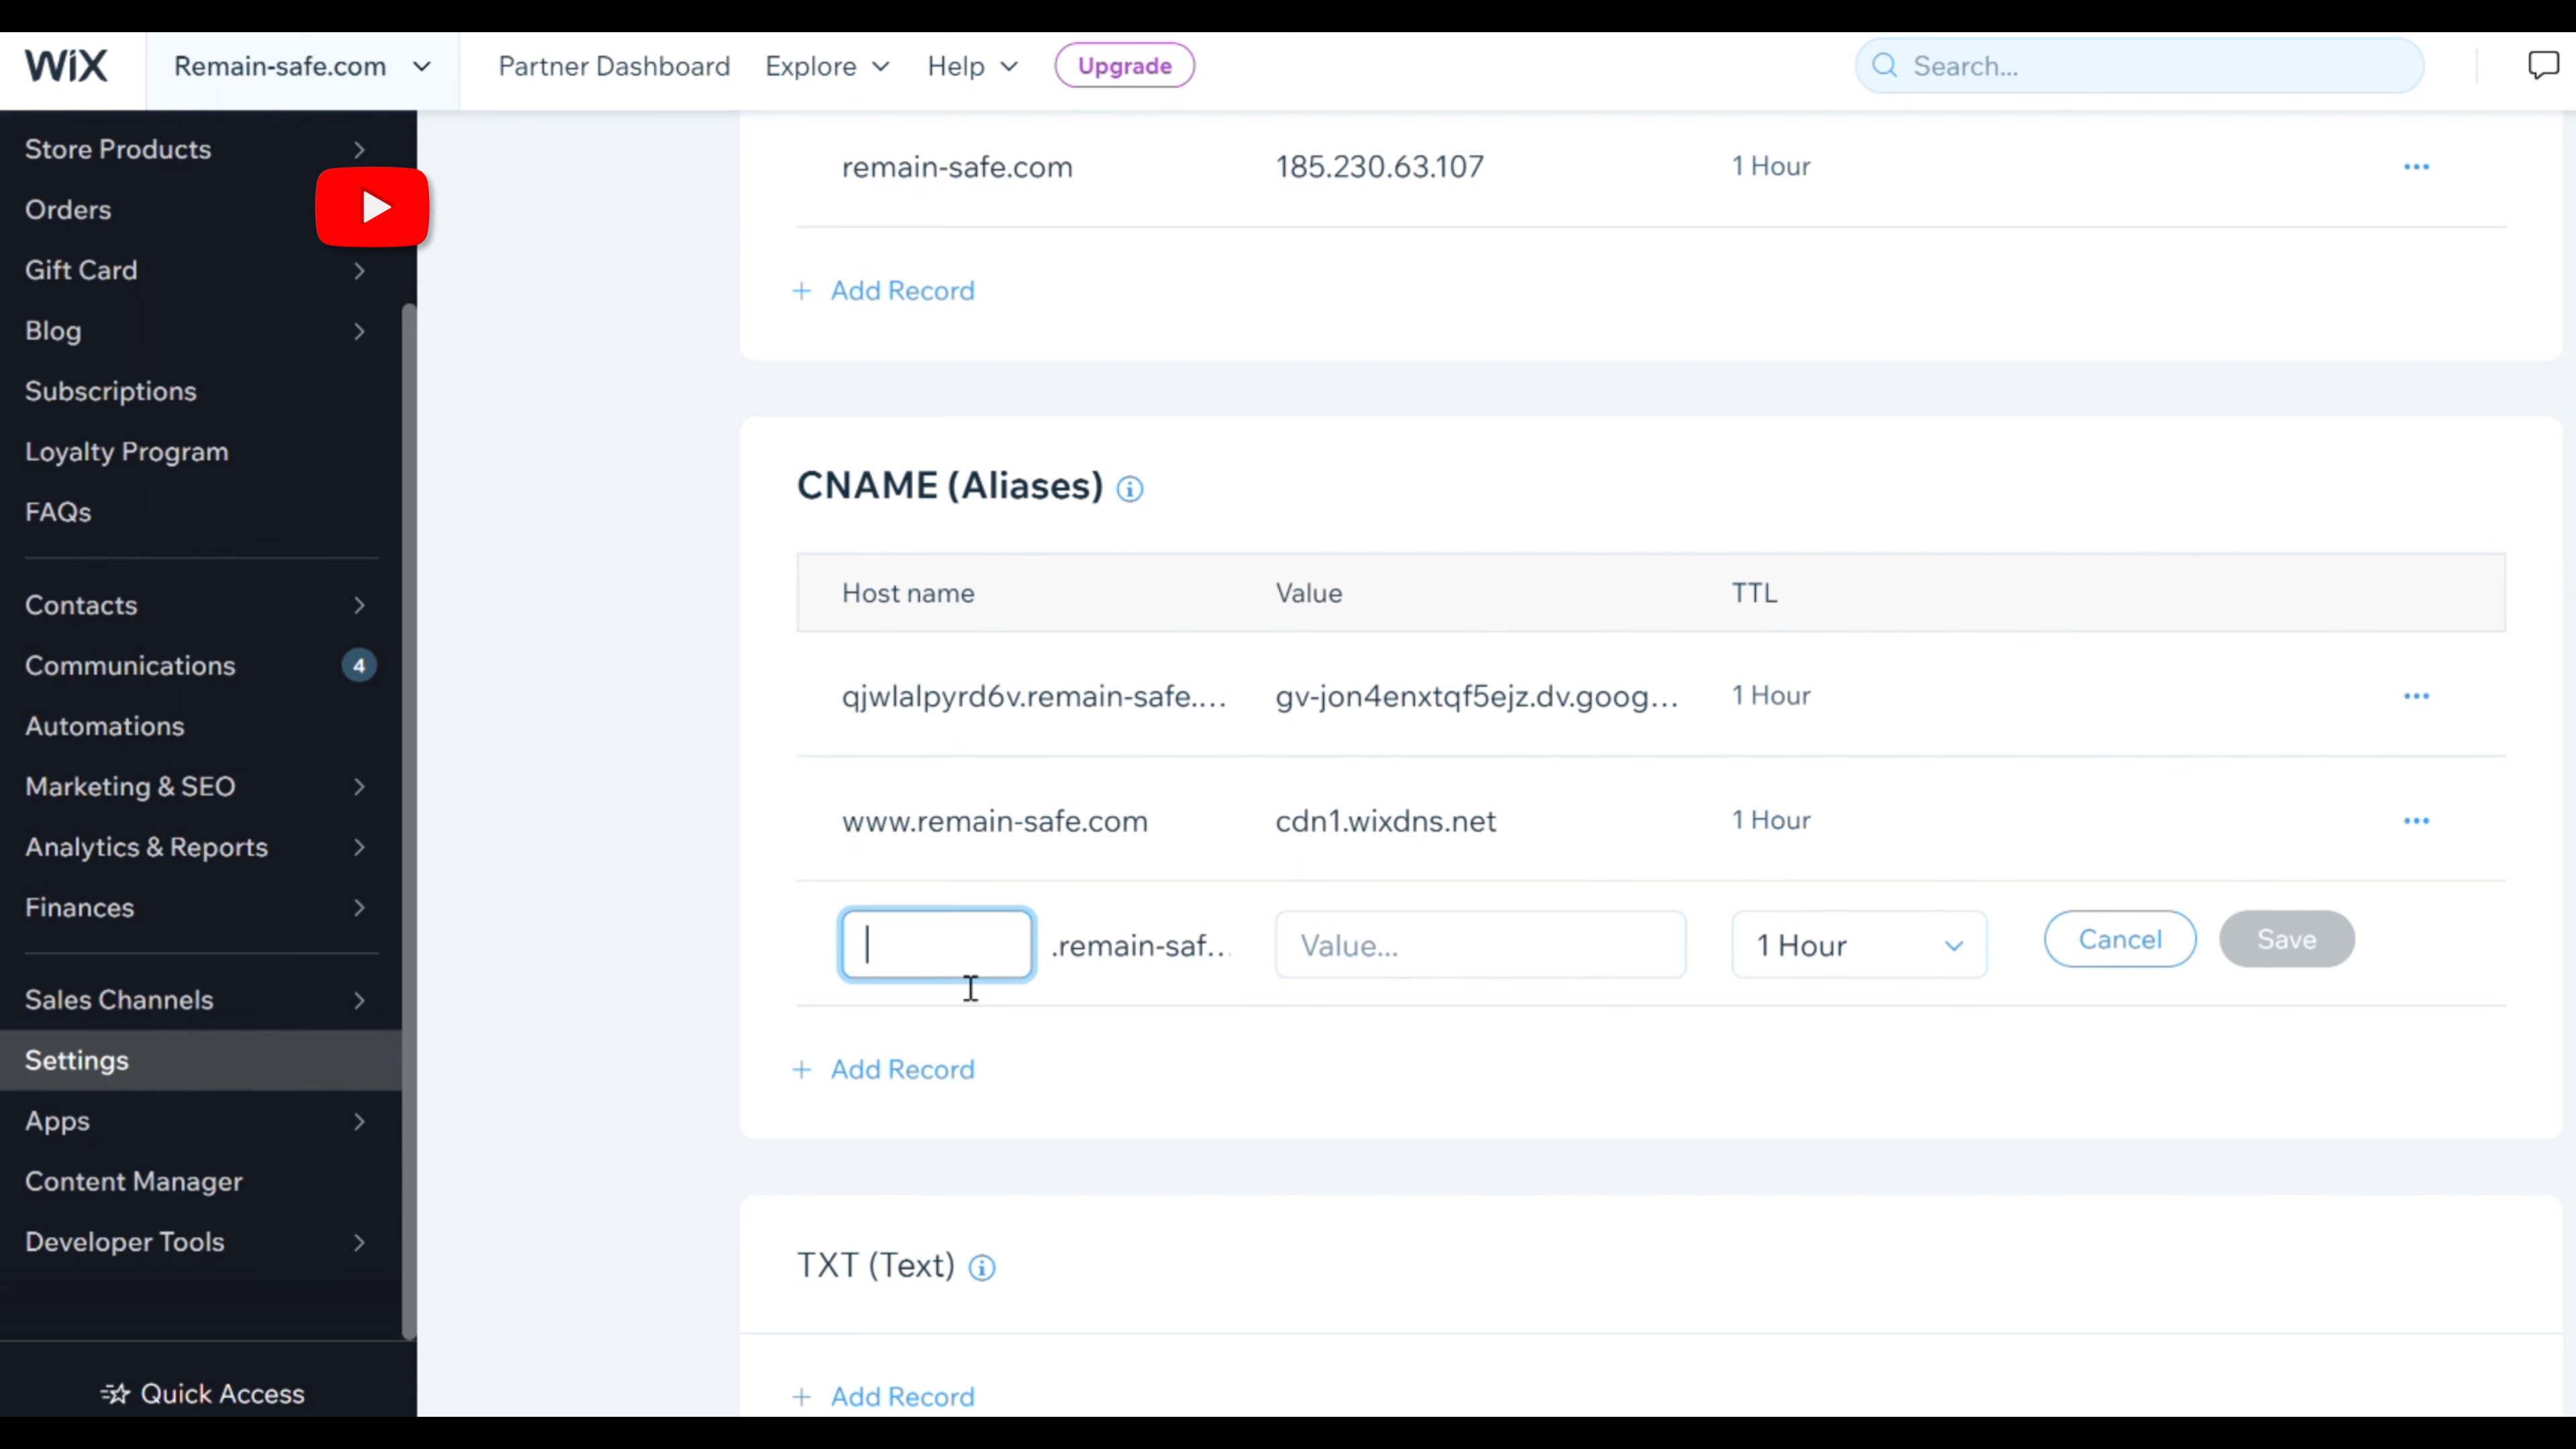 WiX
Remain-safe.com
Partner Dashboard
Explore
Help
Upgrade
Search...
Store Products
Orders
Gift Card
Blog
Subscriptions
Loyalty Program
FAQs
Contacts
Communications 4
Automations
Marketing & SEO
Analytics & Reports
Finances
Sales Channels
Settings
Apps
Content Manager
Developer Tools
Quick Access
remain-safe.com 185.230.63.107 1 Hour
+ Add Record
CNAME (Aliases)
Host name Value TTL
qjwlalpyrd6v.remain-safe.... gv-jon4enxtqf5ejz.dv.goog... 1 Hour
www.remain-safe.com cdn1.wixdns.net 1 Hour
.remain-saf... Value... 1 Hour Cancel Save
+ Add Record
TXT (Text)
+ Add Record